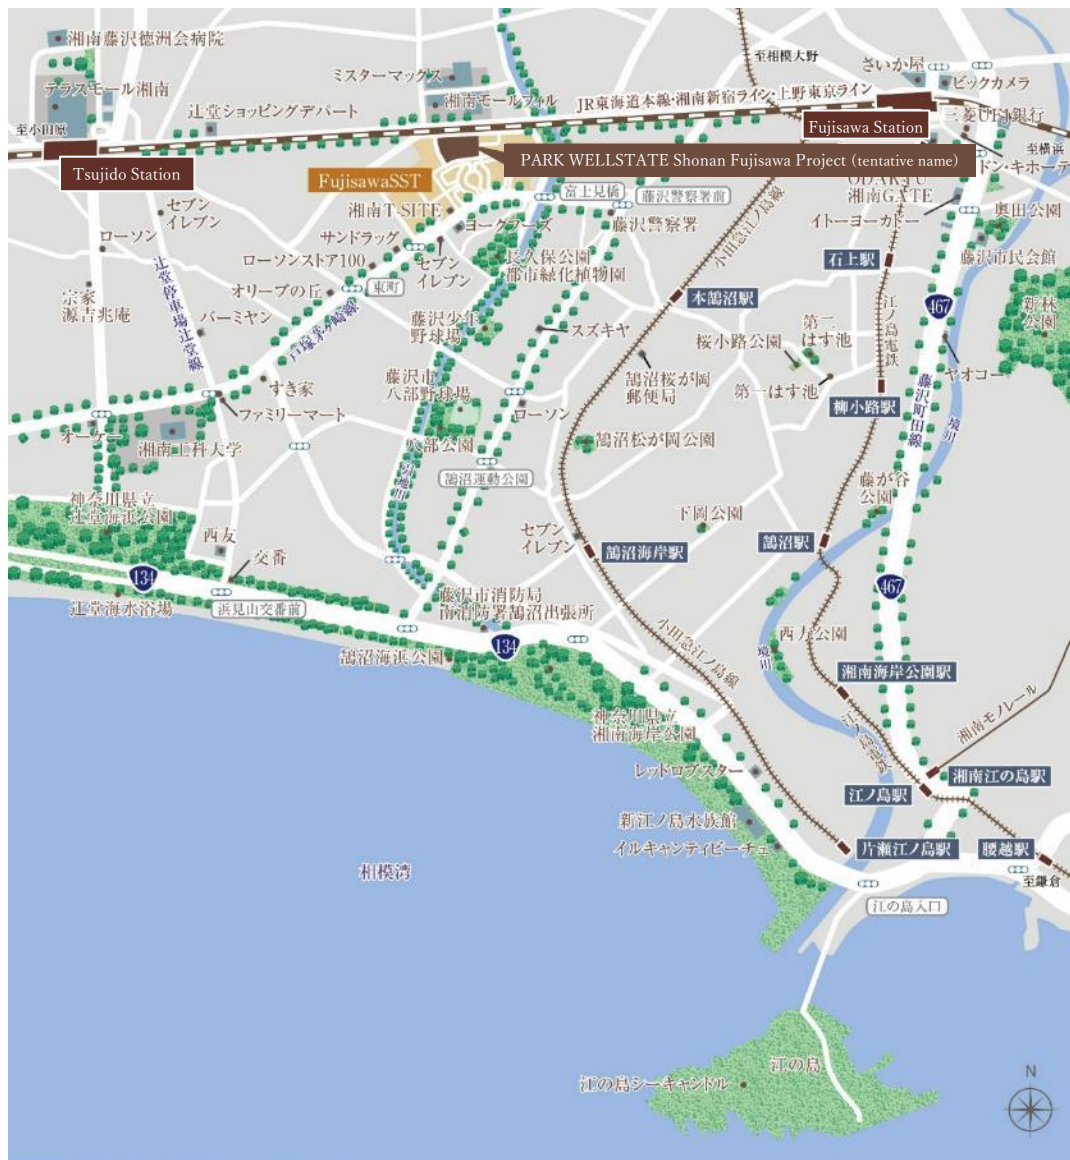 湘南藤沢徳洲会病院
至相模大野
さいか屋
ビックカメラ
テラスモール湘南
ミスターマックス
湘南モールフィル
JR東海道本線・湘南新宿ライン・上野東京ライン
辻堂ショッピングデパート
三菱UFJ銀行
至小田原
Fujisawa Station
至横浜
Tsujido Station
PARK WELLSTATE Shonan Fujisawa Project (tentative name)
ドン・キホーテ
FujisawaSST
ODAKYU
湘南GATE
富士見橋
藤沢警察署前
セブン
イレブン
湘南T-SITE
ヨークフーズ
藤沢警察署
イトーヨーカドー
奥田公園
ローソン
サンドラッグ
小田急江ノ島線
藤沢市民会館
ローソンストア100
セブン
イレブン
長久保公園
都市緑化植物園
石上駅
宗家
源吉兆庵
オリーブの丘
東町
本鵠沼駅
467
新林
公園
辻堂停車場辻堂線
バーミヤン
戸塚茅ヶ崎線
藤沢少年
野球場
スズキヤ
江ノ島電鉄
第二
はす池
桜小路公園
鵠沼桜が岡
郵便局
第一はす池
ヤオコー
すき家
藤沢市
八部野球場
柳小路駅
藤沢町田線
境川
ファミリーマート
ローソン
オーケー
湘南工科大学
八部公園
鵠沼松が岡公園
引地川
鵠沼運動公園
藤が谷
公園
神奈川県立
辻堂海浜公園
下岡公園
西友
セブン
イレブン
鵠沼海岸駅
鵠沼駅
交番
134
467
辻堂海水浴場
浜見山交番前
藤沢市消防局
南消防署鵠沼出張所
134
小田急江ノ島線
西方公園
境川
鵠沼海浜公園
湘南海岸公園駅
神奈川県立
湘南海岸公園
江ノ島電鉄
湘南モノレール
レッドロブスター
湘南江の島駅
江ノ島駅
新江ノ島水族館
イルキャンティビーチェ
片瀬江ノ島駅
腰越駅
相模湾
至鎌倉
江の島入口
江の島
江の島シーキャンドル
N